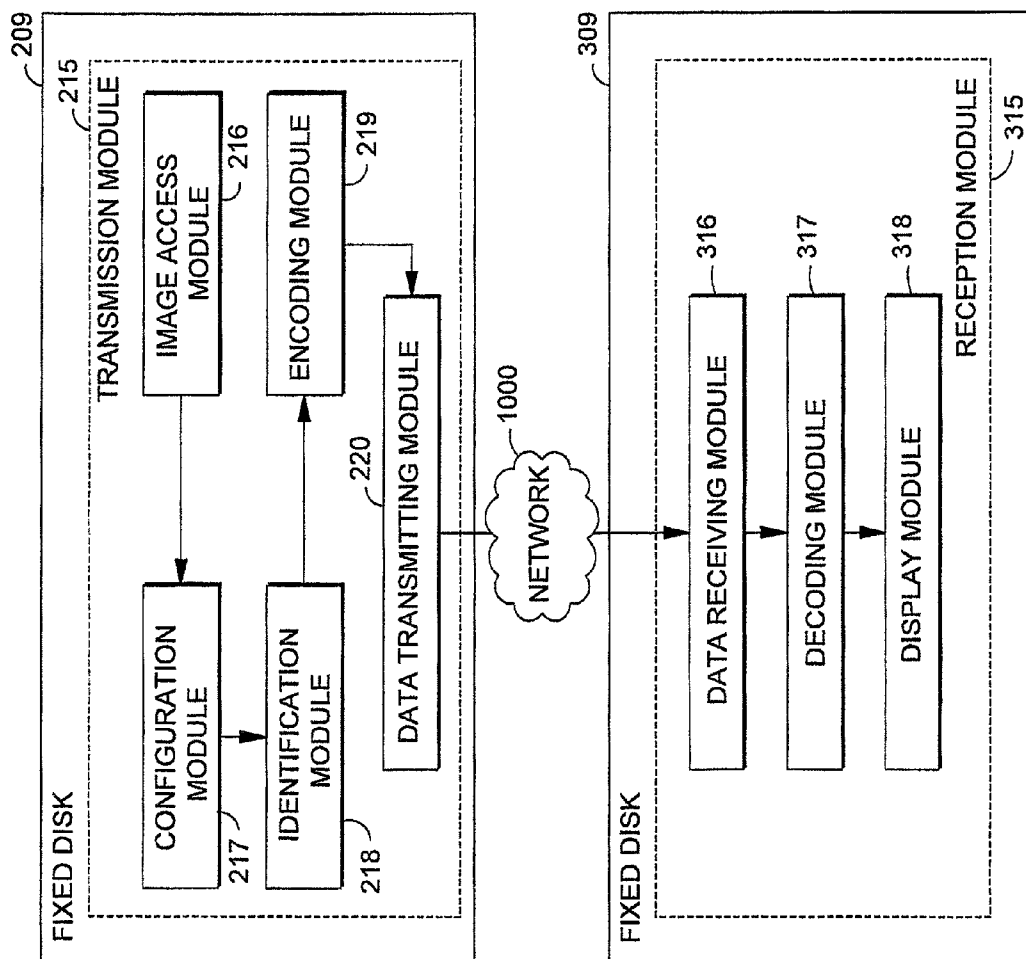 FIXED DISK
209
TRANSMISSION MODULE
215
CONFIGURATION
MODULE
217
IMAGE ACCESS
MODULE
216
IDENTIFICATION
MODULE
218
ENCODING MODULE
219
DATA TRANSMITTING MODULE
220
NETWORK
1000
FIXED DISK
309
DATA RECEIVING MODULE
316
DECODING MODULE
317
DISPLAY MODULE
318
RECEPTION MODULE
315